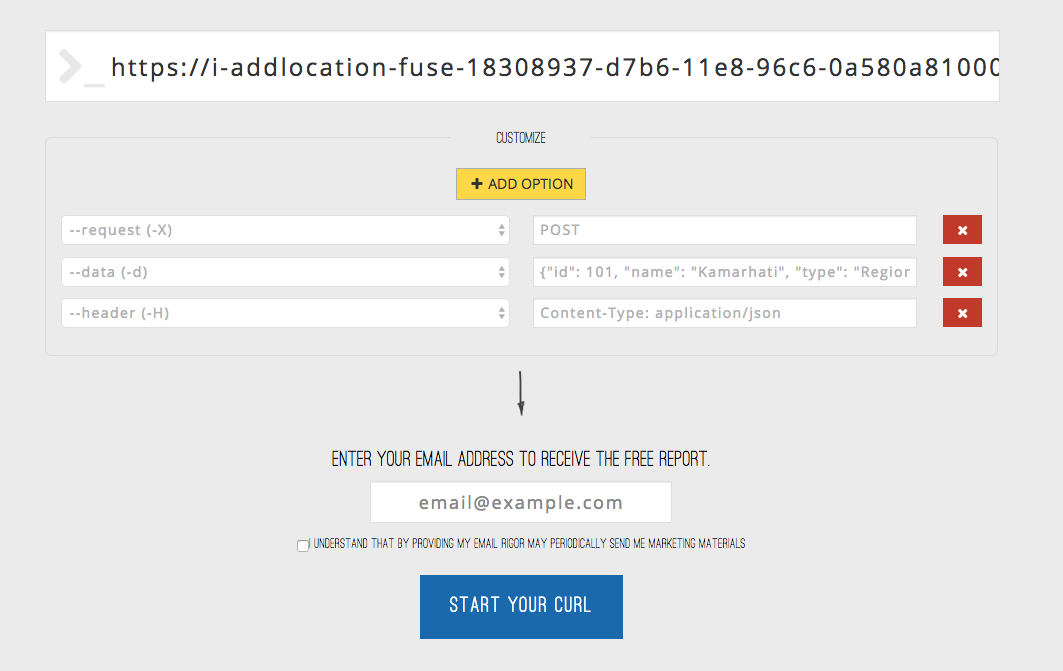 >_ https://i-addlocation-fuse-18308937-d7b6-11e8-96c6-0a580a81000
CUSTOMIZE
+ ADD OPTION
--request (-X) POST ×
--data (-d) {"id": 101, "name": "Kamarhati", "type": "Region ×
--header (-H) Content-Type: application/json ×
ENTER YOUR EMAIL ADDRESS TO RECEIVE THE FREE REPORT.
email@example.com
I UNDERSTAND THAT BY PROVIDING MY EMAIL RIGOR MAY PERIODICALLY SEND ME MARKETING MATERIALS
START YOUR CURL